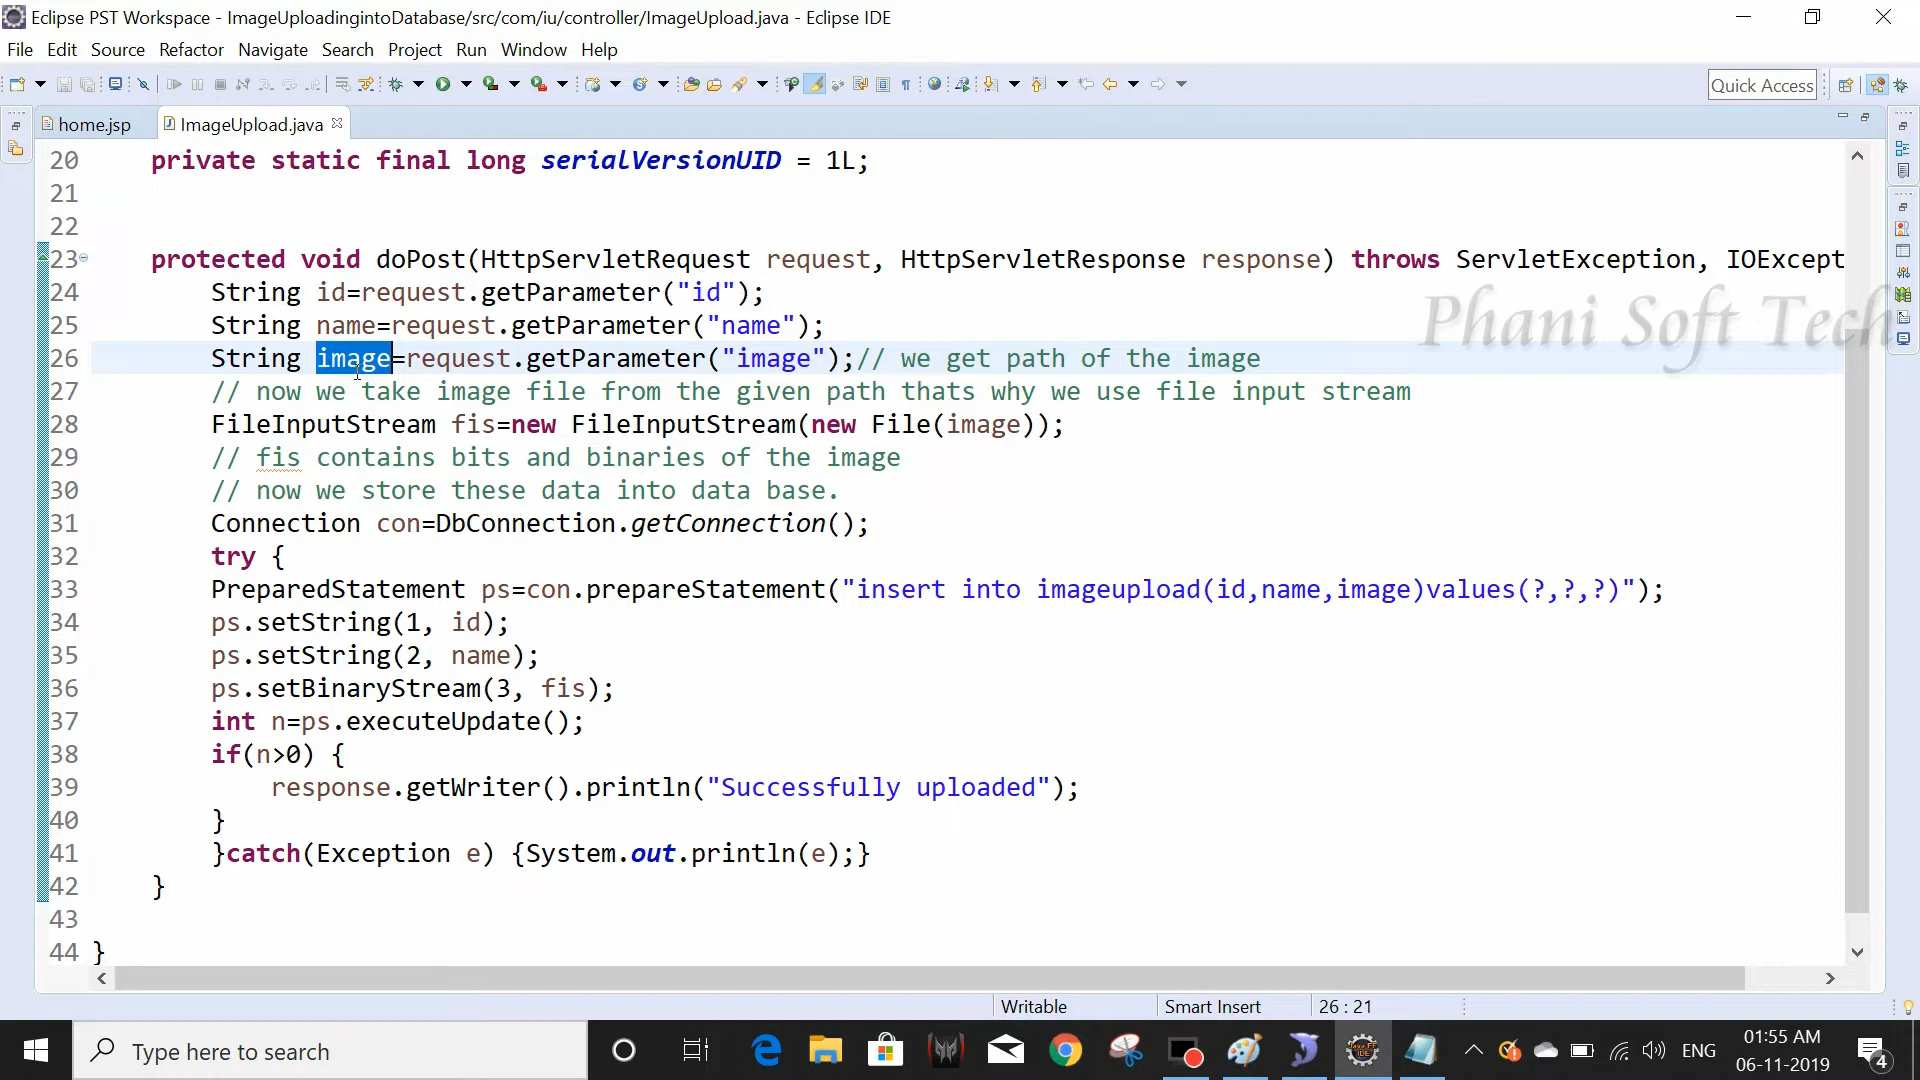 Eclipse PST Workspace - ImageUploadingintoDatabase/src/com/iu/controller/ImageUpload.java - Eclipse IDE
File Edit Source Refactor Navigate Search Project Run Window Help
Quick Access
home.jsp ImageUpload.java
20 private static final long serialVersionUID = 1L;
21
22
23 protected void doPost(HttpServletRequest request, HttpServletResponse response) throws ServletException, IOExcept
24 String id=request.getParameter("id");
Phani Soft Tech
25 String name=request.getParameter("name");
26 String image=request.getParameter("image");// we get path of the image
27 // now we take image file from the given path thats why we use file input stream
28 FileInputStream fis=new FileInputStream(new File(image));
29 // fis contains bits and binaries of the image
30 // now we store these data into data base.
31 Connection con=DbConnection.getConnection();
32 try {
33 PreparedStatement ps=con.prepareStatement("insert into imageupload(id,name,image)values(?,?,?)");
34 ps.setString(1, id);
35 ps.setString(2, name);
36 ps.setBinaryStream(3, fis);
37 int n=ps.executeUpdate();
38 if(n>0) {
39 response.getWriter().println("Successfully uploaded");
40 }
41 }catch(Exception e) {System.out.println(e);}
42 }
43
44 }
Writable Smart Insert 26 : 21
Type here to search
ENG
01:55 AM
06-11-2019
4